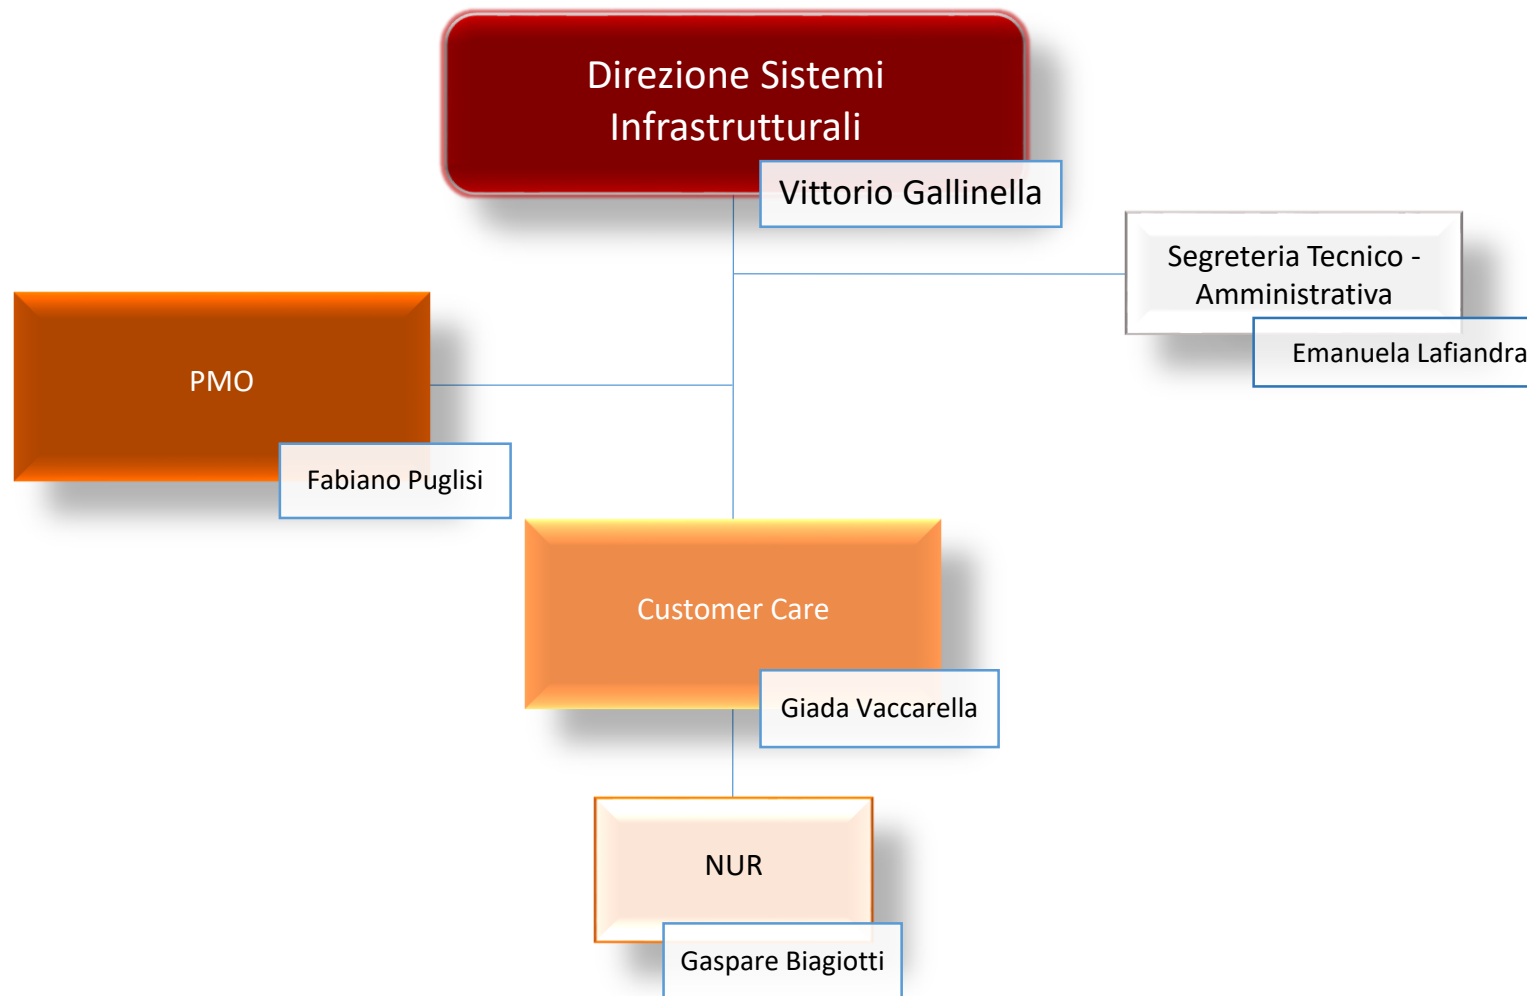 Direzione Sistemi
Infrastrutturali
Vittorio Gallinella
Segreteria Tecnico -
Amministrativa
Emanuela Lafiandra
PMO
Fabiano Puglisi
Customer Care
Giada Vaccarella
NUR
Gaspare Biagiotti